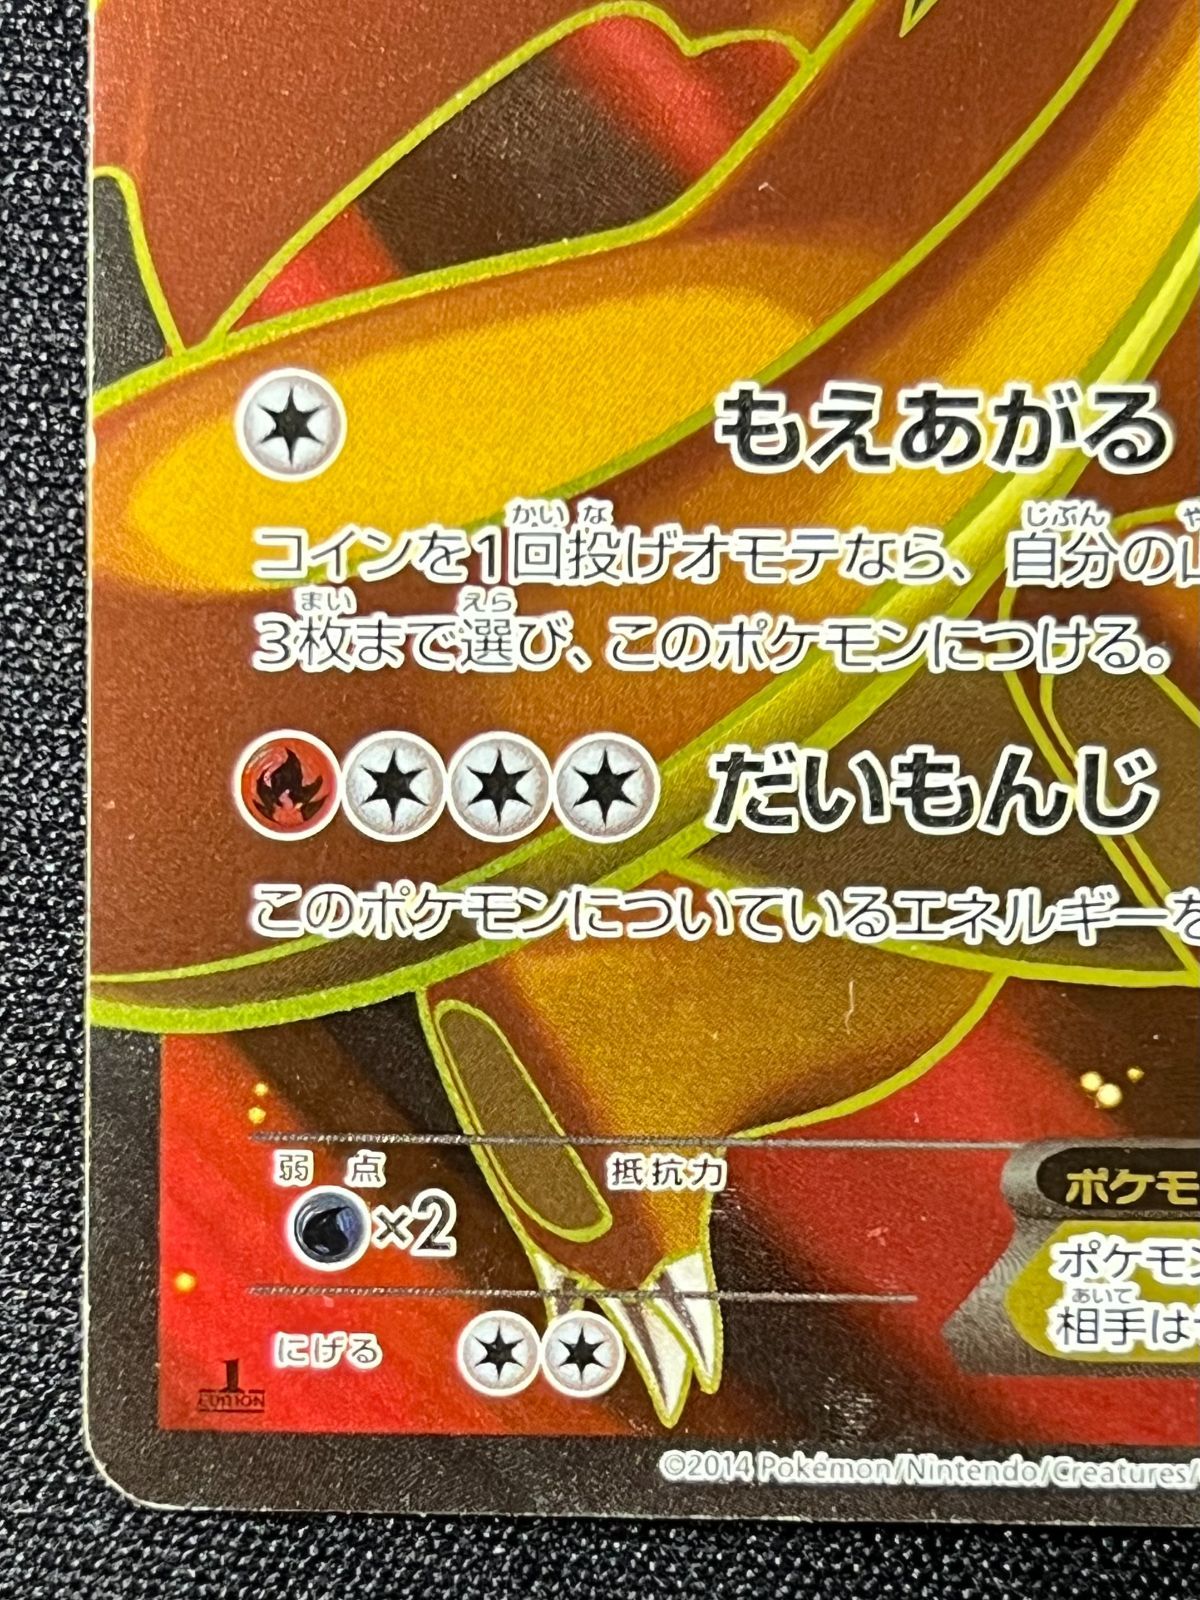 もえあがる
かいな じぶん や
コインを1回投げオモテなら、自分の山
まい えら
3枚まで選び、このポケモンにつける。
だいもんじ
このポケモンについているエネルギーを
弱点 抵抗力
×2
ポケモ
ポケモン
あいて
相手は
にげる
1
EDITION
©2014 Pokémon/Nintendo/Creatures/